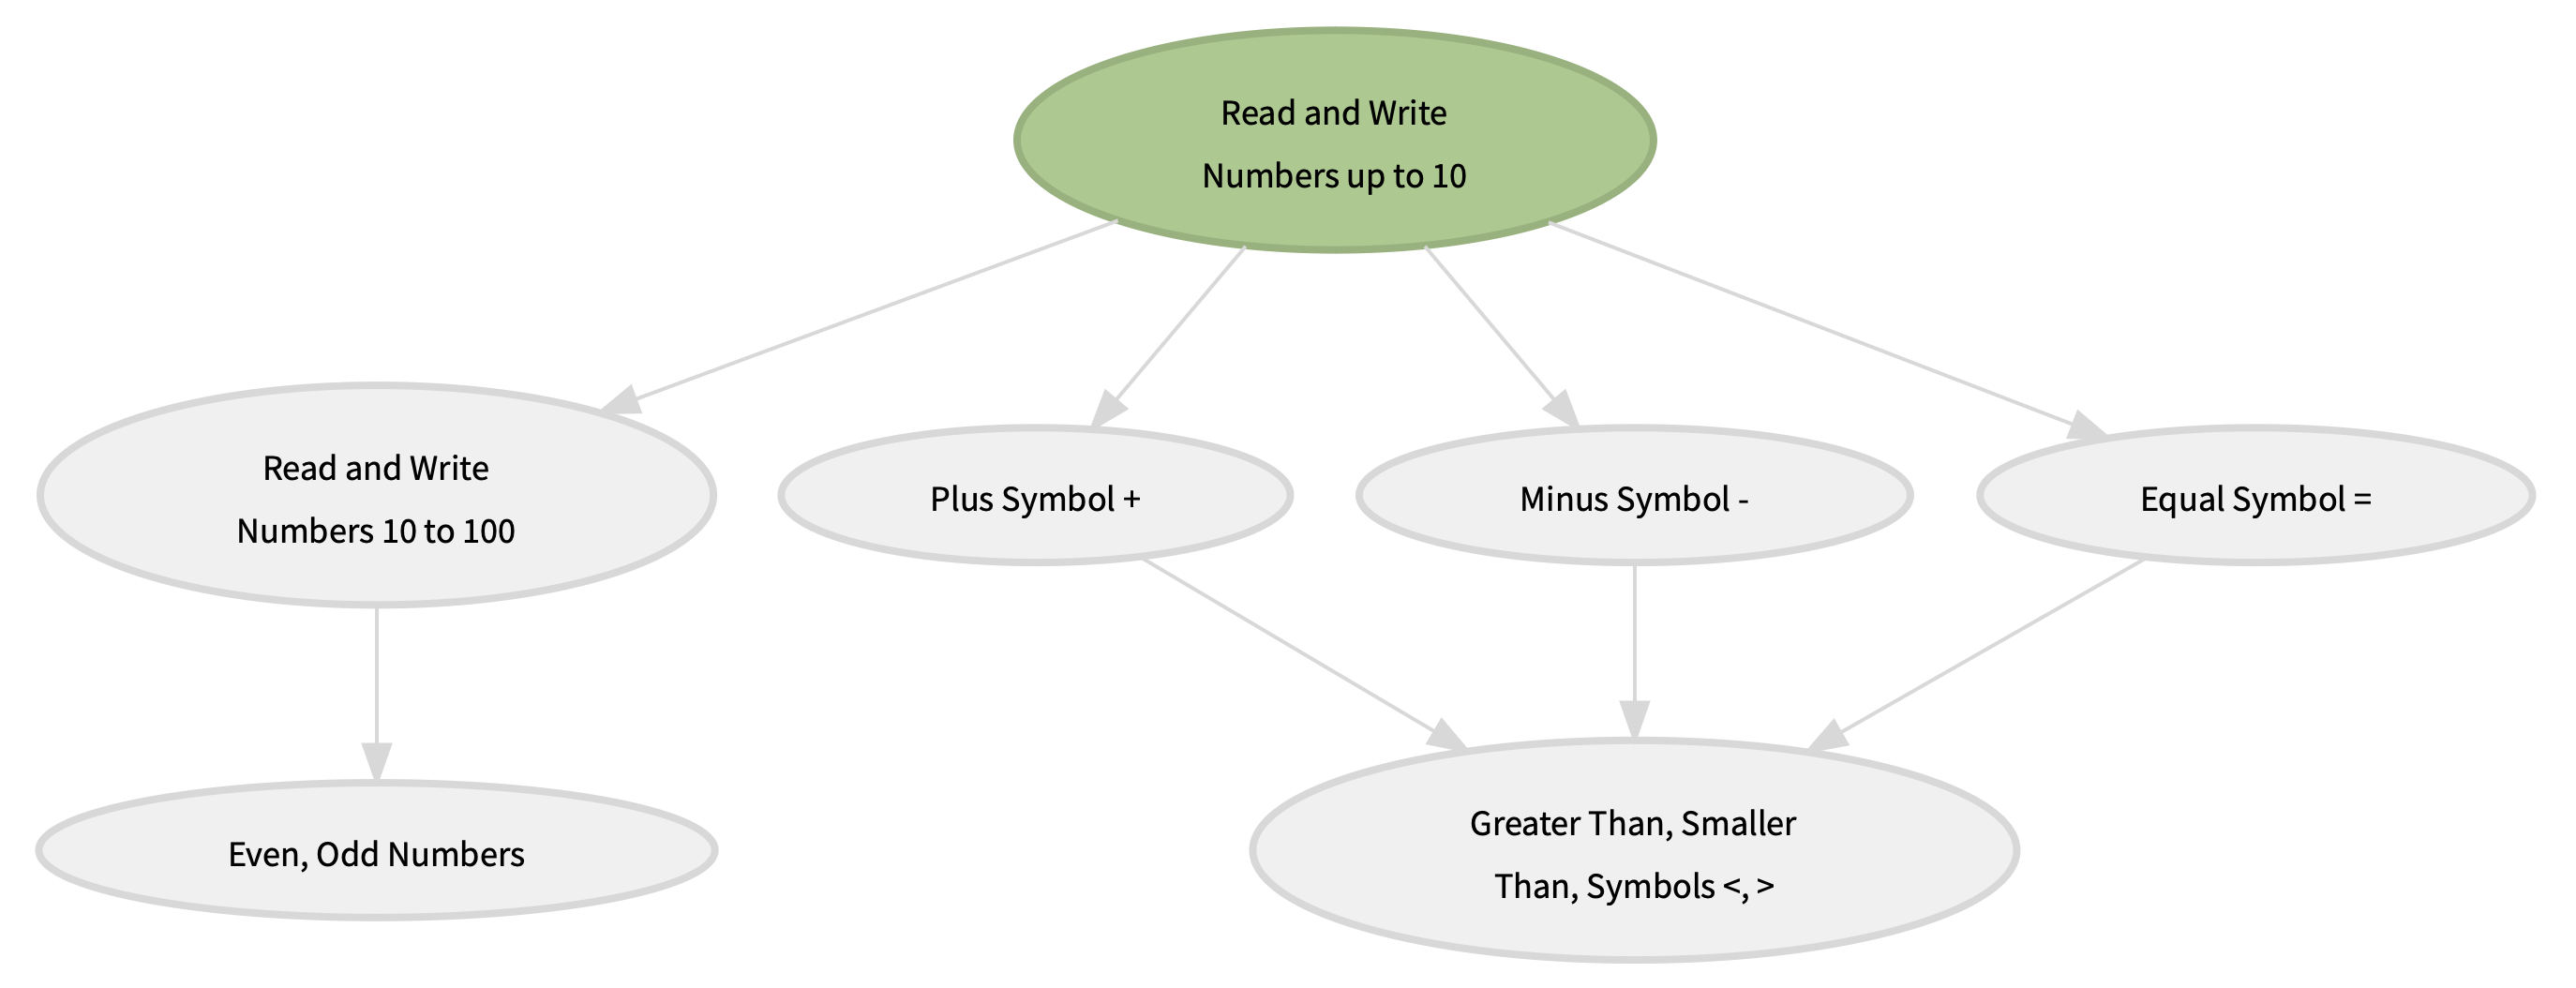 Read and Write
Numbers up to 10
Read and Write
Numbers 10 to 100
Plus Symbol +
Minus Symbol -
Equal Symbol =
Even, Odd Numbers
Greater Than, Smaller
Than, Symbols <, >